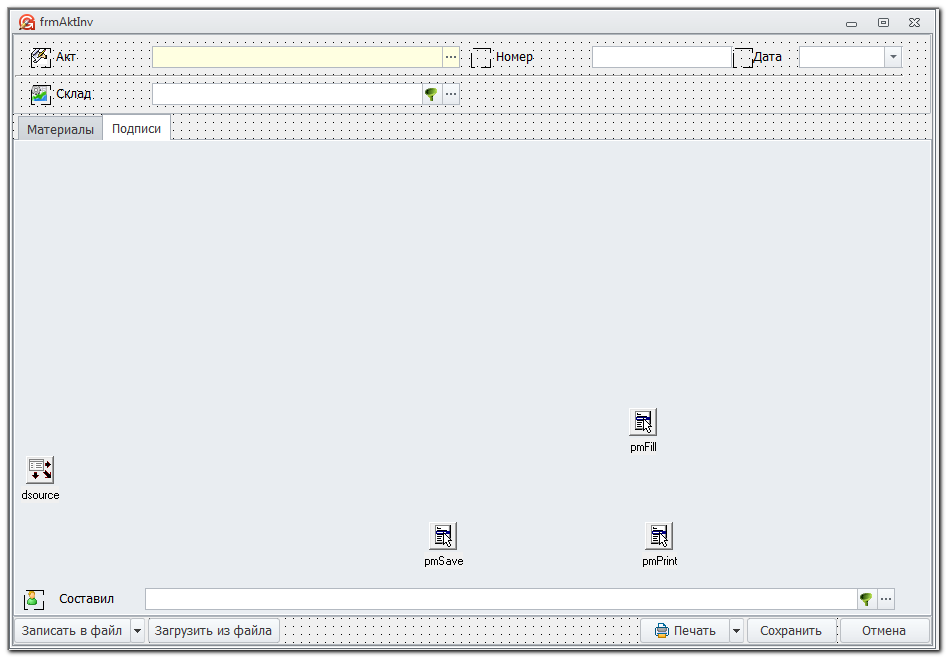 frmAktInv
Акт ... Номер Дата
Склад ...
Материалы Подписи
pmFill
dsource
pmSave pmPrint
Составил ...
Записать в файл Загрузить из файла Печать Сохранить Отмена